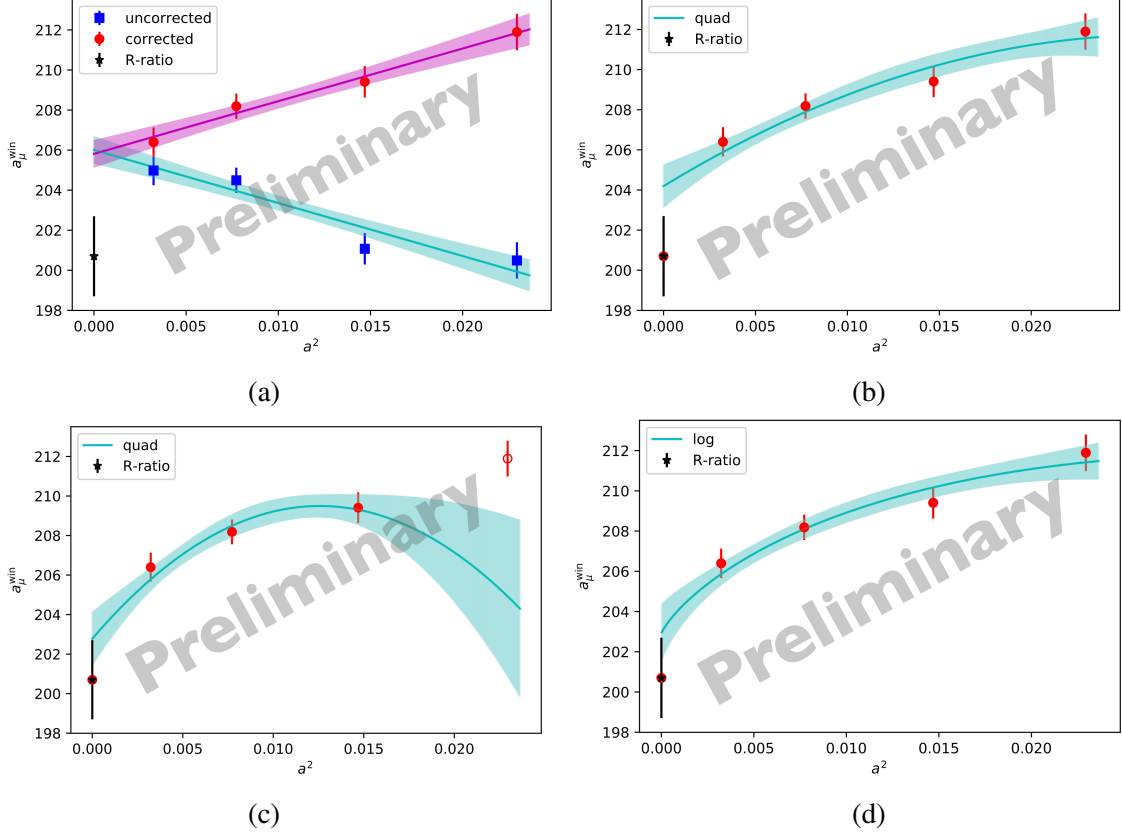 212
210
208
206
204
202
200
198
a_μ^win
uncorrected
corrected
R-ratio
Preliminary
0.000 0.005 0.010 0.015 0.020
a²
(a)
212
210
208
206
204
202
200
198
a_μ^win
quad
R-ratio
Preliminary
0.000 0.005 0.010 0.015 0.020
a²
(b)
212
210
208
206
204
202
200
198
a_μ^win
quad
R-ratio
Preliminary
0.000 0.005 0.010 0.015 0.020
a²
(c)
212
210
208
206
204
202
200
198
a_μ^win
log
R-ratio
Preliminary
0.000 0.005 0.010 0.015 0.020
a²
(d)